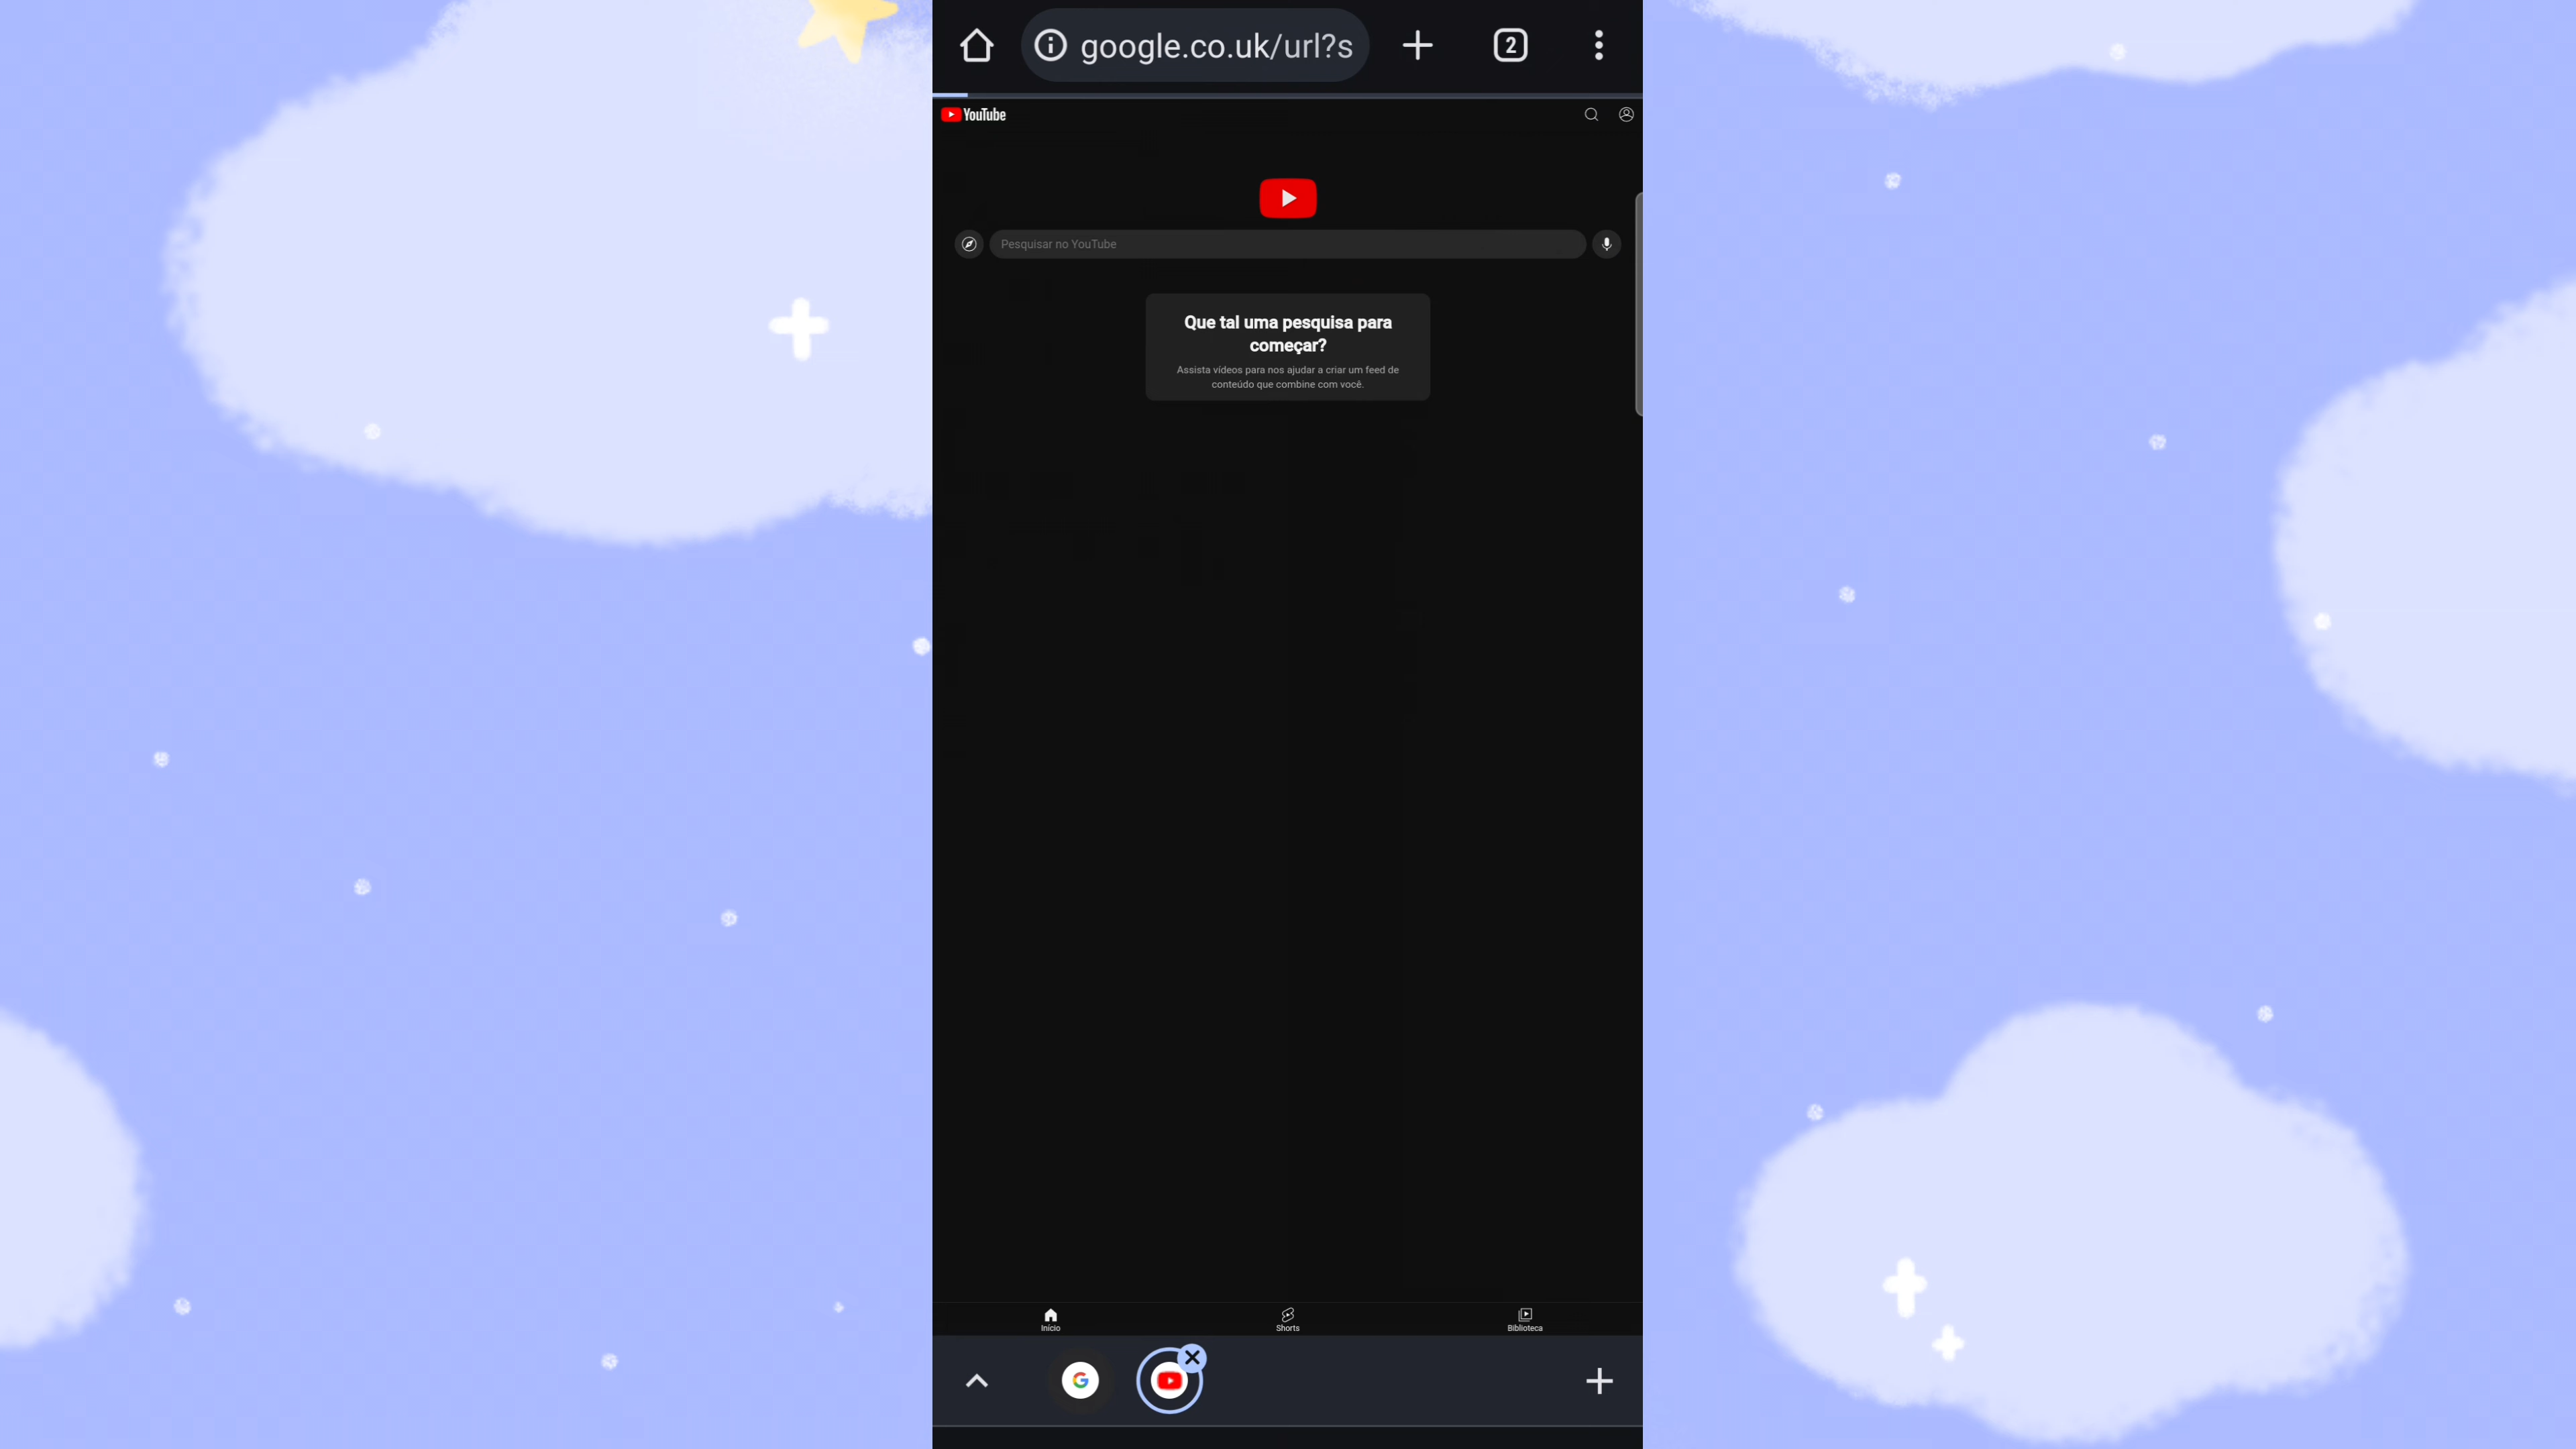 google.co.uk/url?s
2
YouTube
Pesquisar no YouTube
Que tal uma pesquisa para
começar?
Assista vídeos para nos ajudar a criar um feed de
conteúdo que combine com você.
Início
Shorts
Biblioteca
G